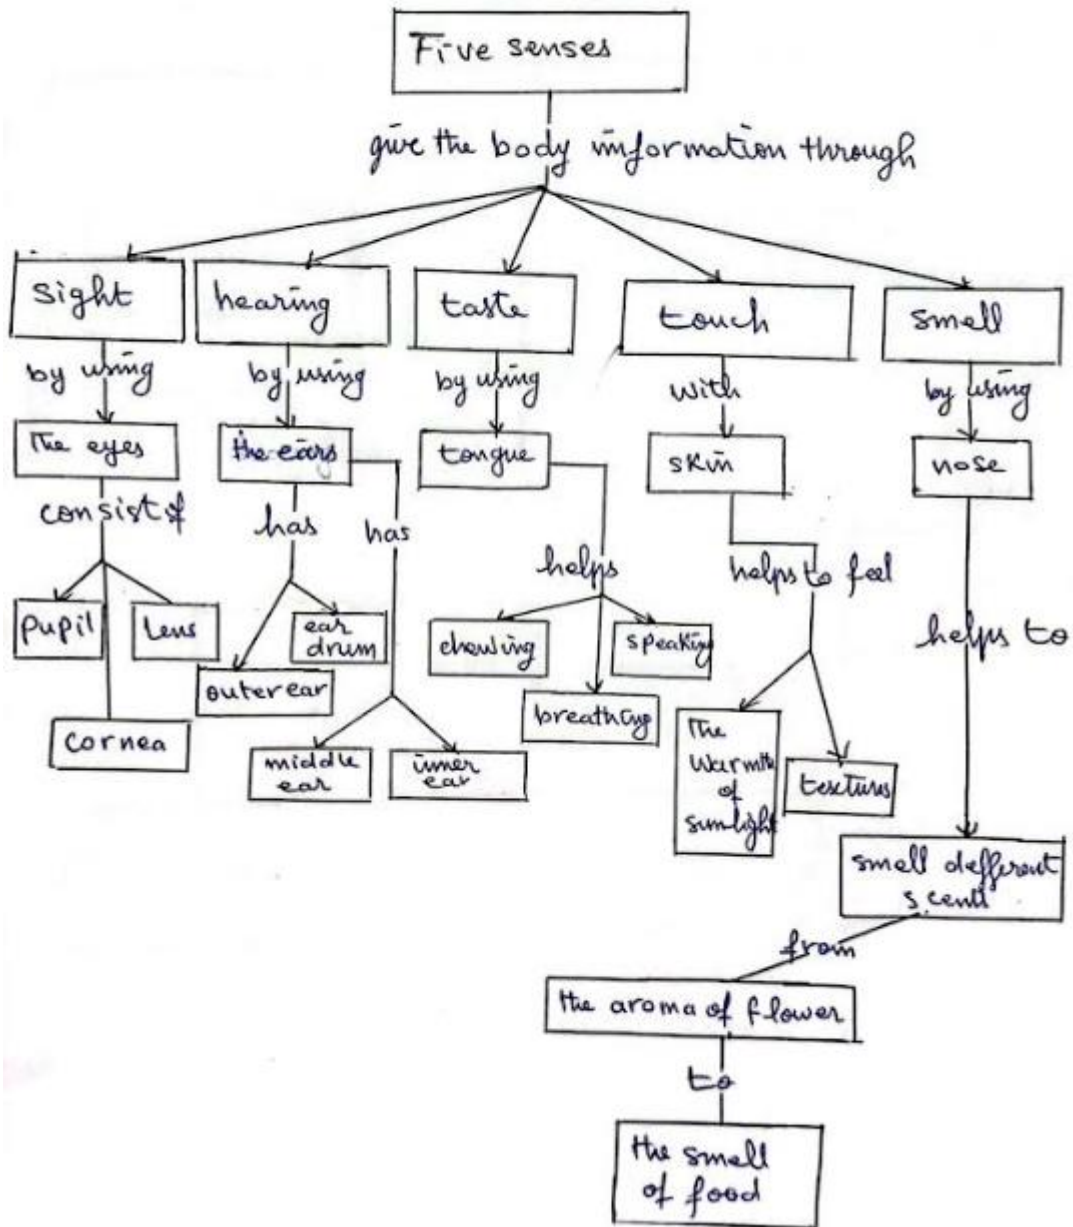 Five senses
give the body information through
sight
hearing
taste
touch
smell
by using
by using
by using
with
by using
the eyes
the ears
tongue
skin
nose
consist of
has
has
helps
helps to feel
helps to
pupil
lens
ear
drum
chewing
speaking
outer ear
breathing
cornea
middle
ear
inner
ear
the
warmth
of
sunlight
textures
smell defferent
scents
from
the aroma of flower
to
the smell
of food